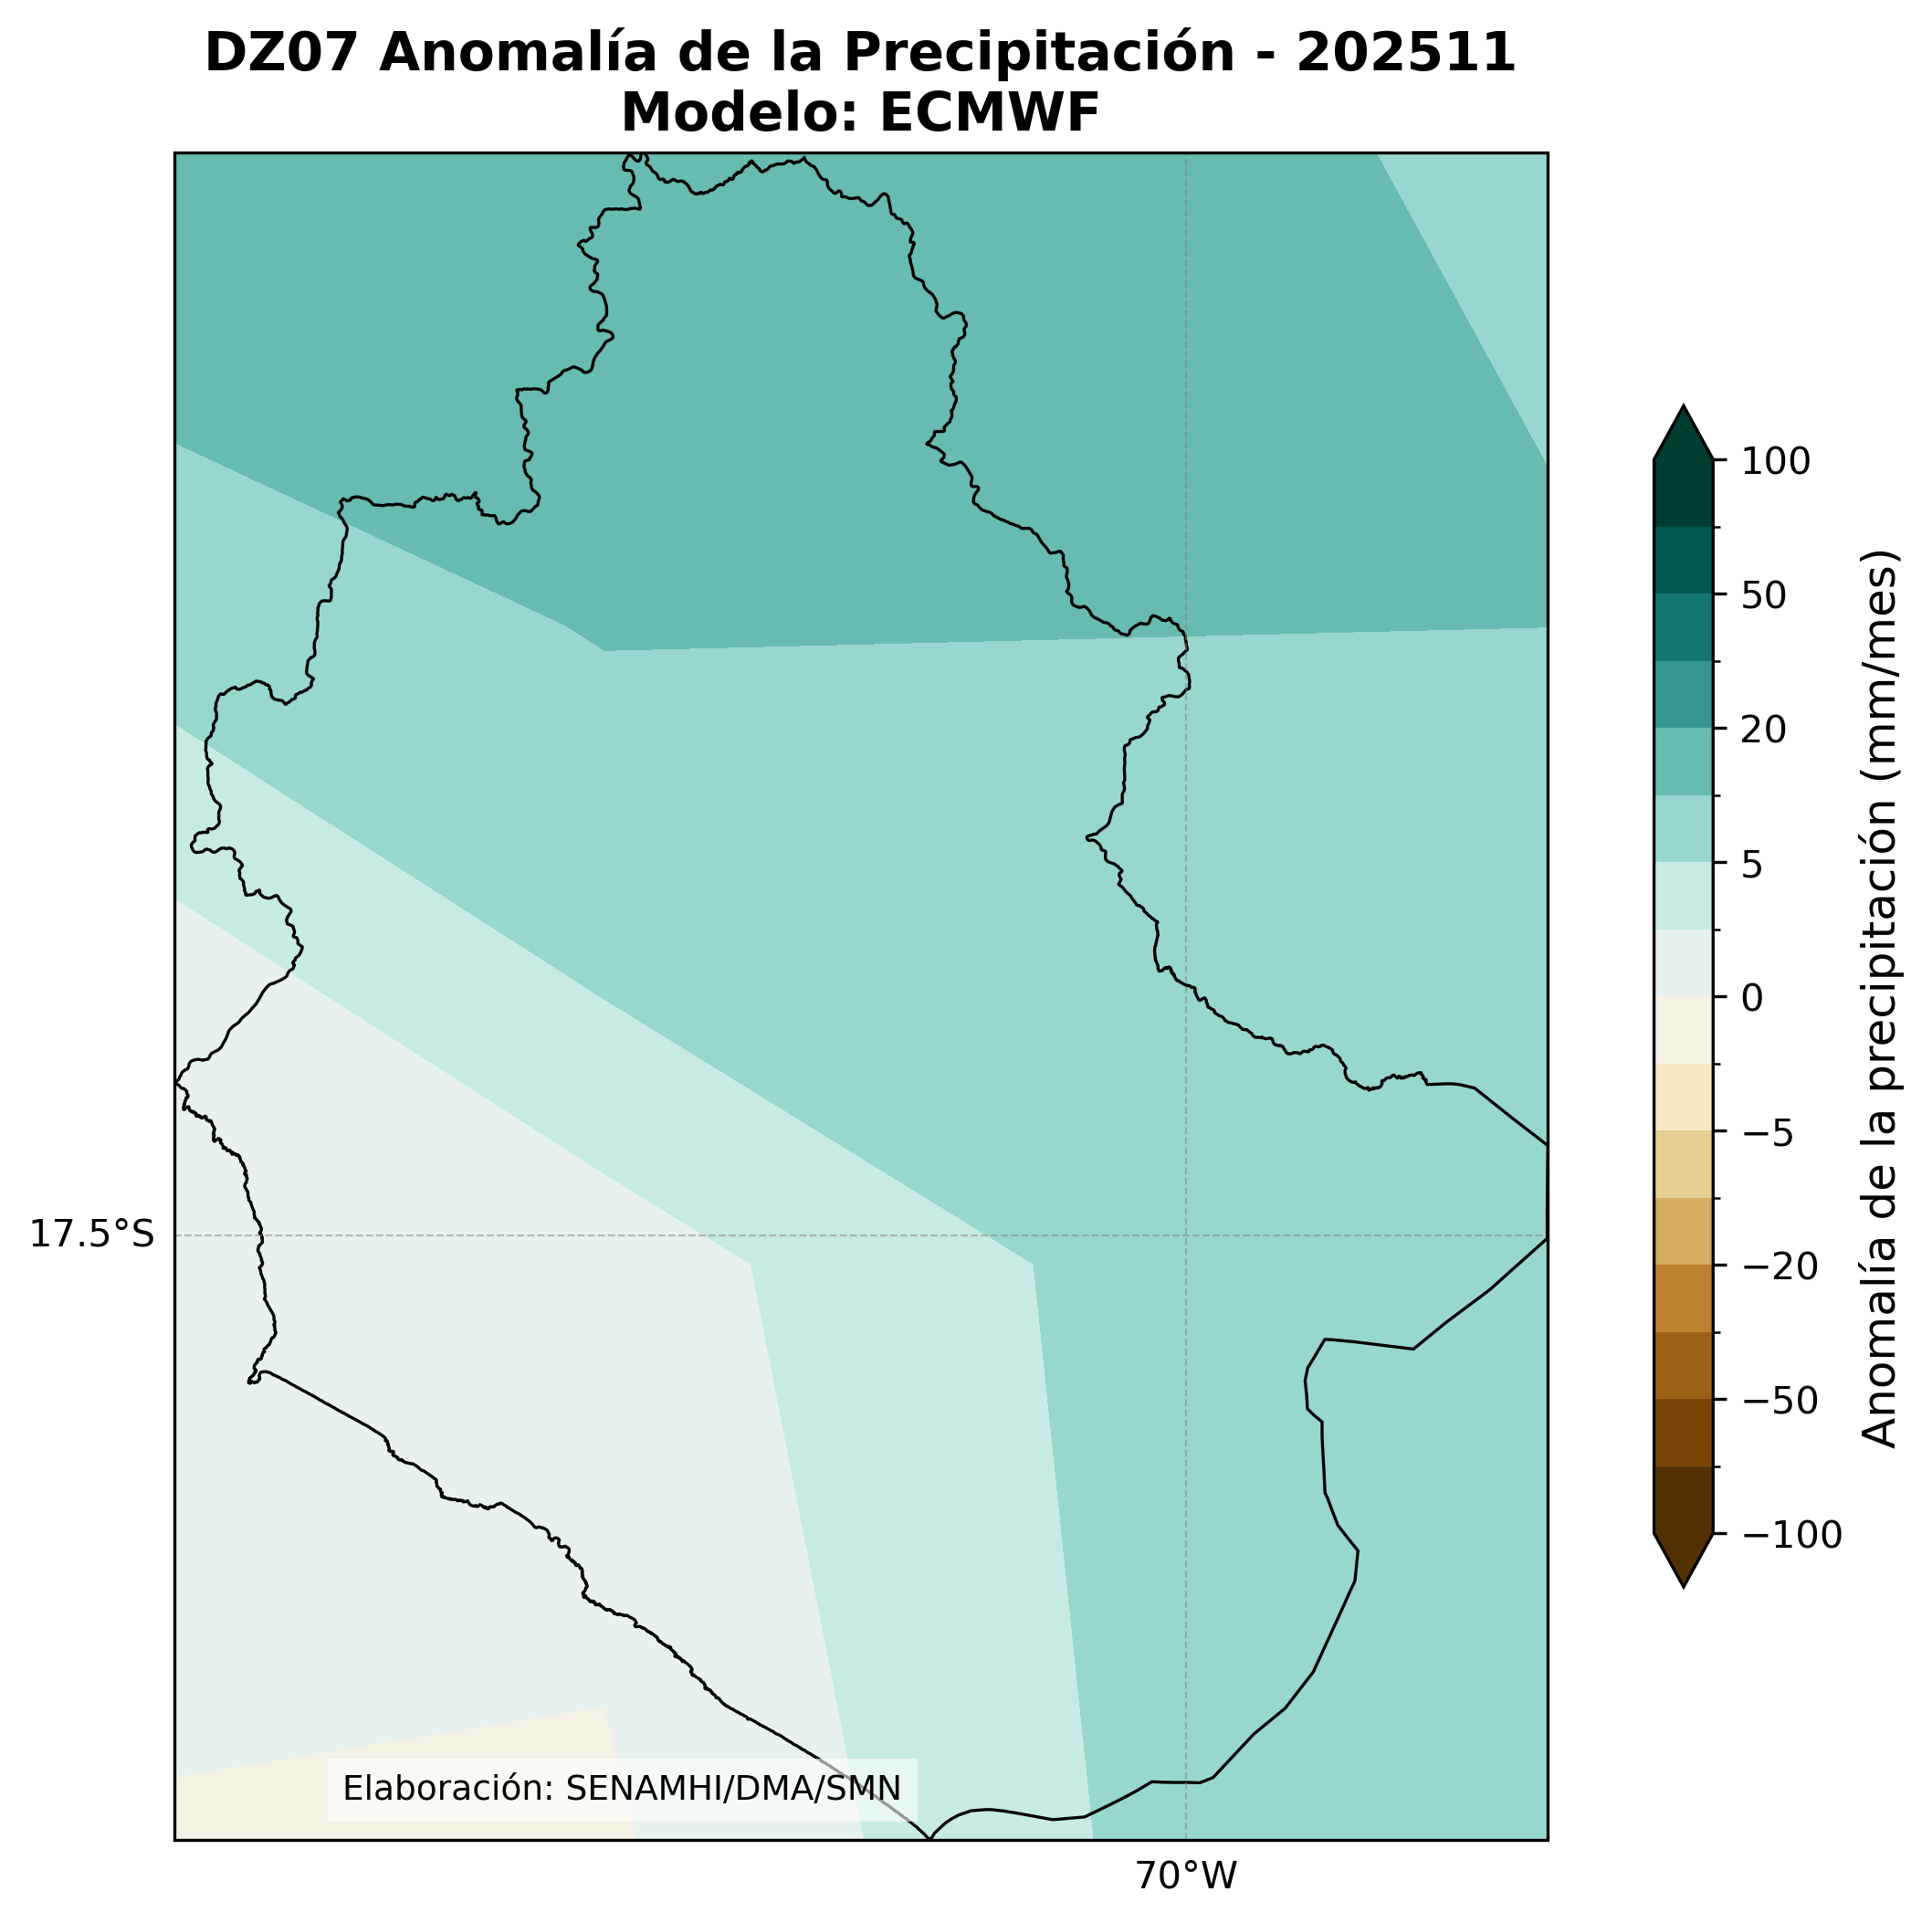 DZ07 Anomalía de la Precipitación - 202511
Modelo: ECMWF
100
50
20
5
0
−5
−20
−50
−100
Anomalía de la precipitación (mm/mes)
17.5°S
Elaboración: SENAMHI/DMA/SMN
70°W